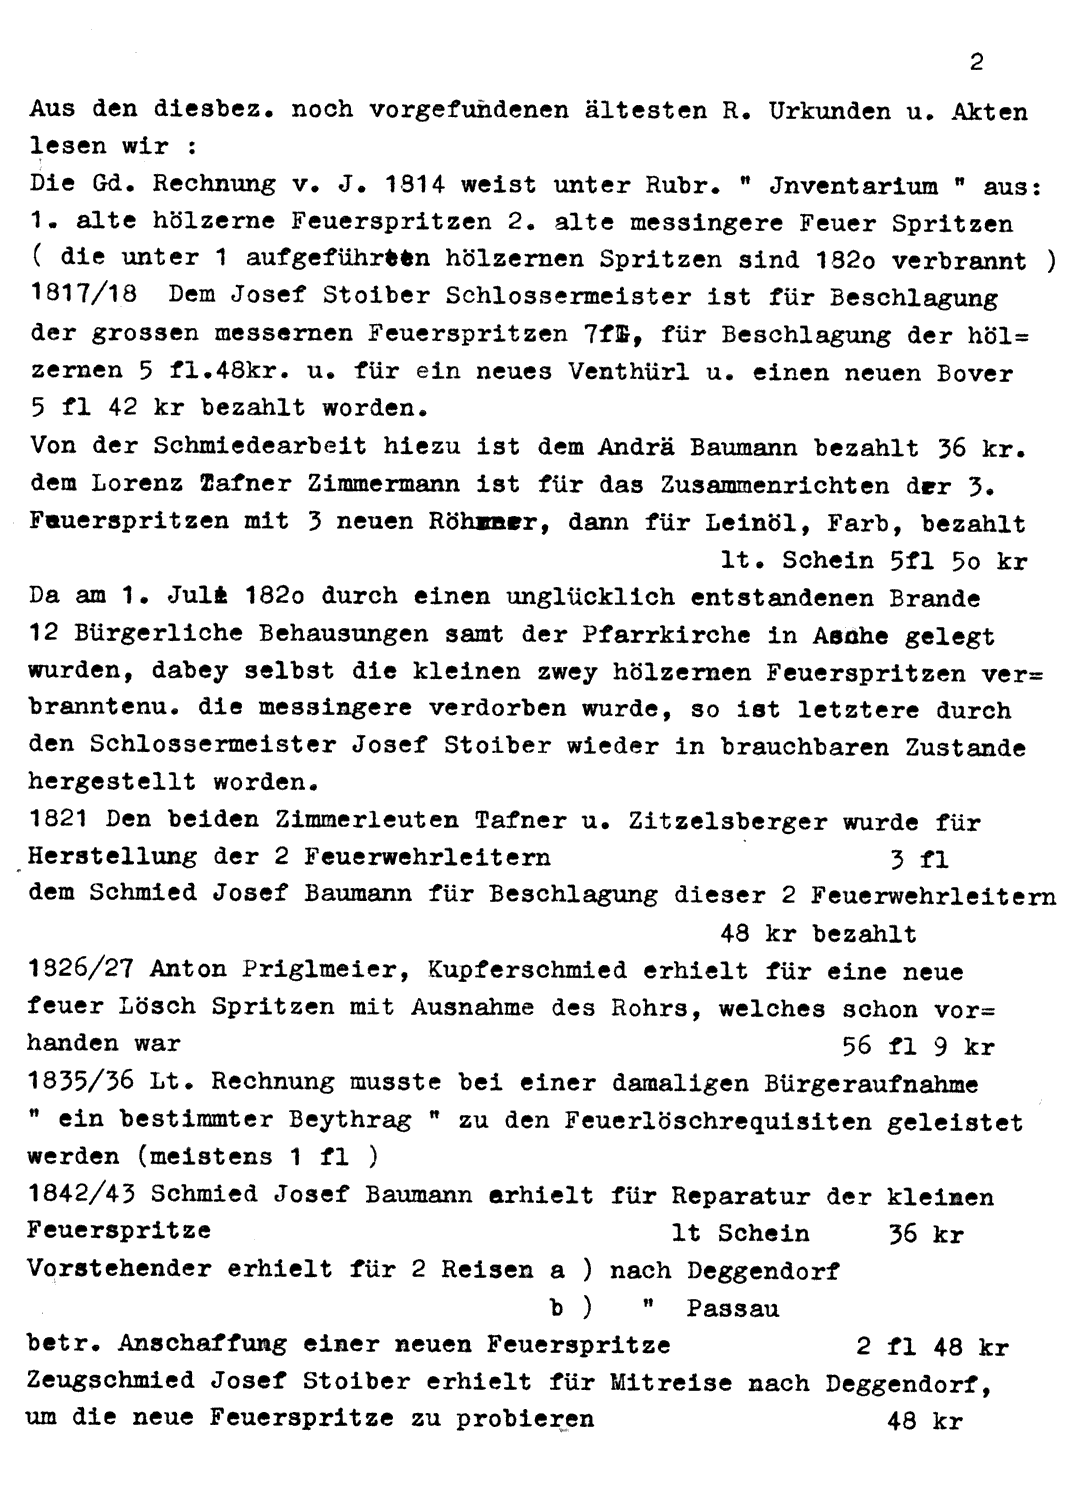 2
Aus den diesbez. noch vorgefundenen ältesten R. Urkunden u. Akten
lesen wir :
Die Gd. Rechnung v. J. 1814 weist unter Rubr. " Jnventarium " aus:
1. alte hölzerne Feuerspritzen 2. alte messingere Feuer Spritzen
( die unter 1 aufgeführten hölzernen Spritzen sind 182o verbrannt )
1817/18 Dem Josef Stoiber Schlossermeister ist für Beschlagung
der grossen messernen Feuerspritzen 7fl, für Beschlagung der höl=
zernen 5 fl.48kr. u. für ein neues Venthürl u. einen neuen Bover
5 fl 42 kr bezahlt worden.
Von der Schmiedearbeit hiezu ist dem Andrä Baumann bezahlt 36 kr.
dem Lorenz Tafner Zimmermann ist für das Zusammenrichten der 3.
Feuerspritzen mit 3 neuen dann für Leinöl, Farb, bezahlt
lt. Schein 5fl 5o kr
Da am 1. Juli 182o durch einen unglücklich entstandenen Brande
12 Bürgerliche Behausungen samt der Pfarrkirche in Asche gelegt
wurden, dabey selbst die kleinen zwey hölzernen Feuerspritzen ver=
branntenu. die messingere verdorben wurde, so ist letztere durch
den Schlossermeister Josef Stoiber wieder in brauchbaren Zustande
hergestellt worden.
1821 Den beiden Zimmerleuten Tafner u. Zitzelsberger wurde für
Herstellung der 2 Feuerwehrleitern 3 fl
dem Schmied Josef Baumann für Beschlagung dieser 2 Feuerwehrleitern
48 kr bezahlt
1826/27 Anton Priglmeier, Kupferschmied erhielt für eine neue
feuer Lösch Spritzen mit Ausnahme des Rohrs, welches schon vor=
handen war 56 fl 9 kr
1835/36 Lt. Rechnung musste bei einer damaligen Bürgeraufnahme
" ein bestimmter Beythrag " zu den Feuerlöschrequisiten geleistet
werden (meistens 1 fl )
1842/43 Schmied Josef Baumann erhielt für Reparatur der kleinen
Feuerspritze lt Schein 36 kr
Vorstehender erhielt für 2 Reisen a ) nach Deggendorf
b ) " Passau
betr. Anschaffung einer neuen Feuerspritze 2 fl 48 kr
Zeugschmied Josef Stoiber erhielt für Mitreise nach Deggendorf,
um die neue Feuerspritze zu probieren 48 kr